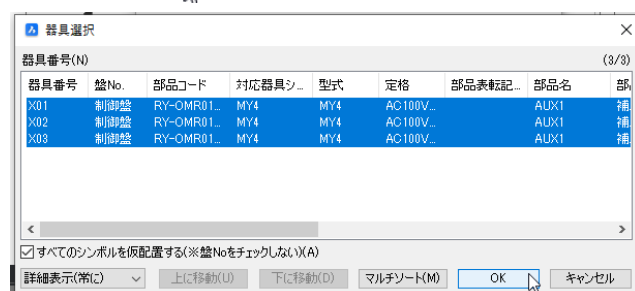 器具選択
器具番号(N) (3/3)
器具番号 盤No. 部品コード 対応器具シ... 型式 定格 部品表転記... 部品名
X01 制御盤 RY-OMR01... MY4 MY4 AC100V... AUX1 補
X02 制御盤 RY-OMR01... MY4 MY4 AC100V... AUX1 補
X03 制御盤 RY-OMR01... MY4 MY4 AC100V... AUX1 補
すべてのシンボルを仮配置する(※盤Noをチェックしない)(A)
詳細表示(常に) 上に移動(U) 下に移動(D) マルチソート(M) OK キャンセル